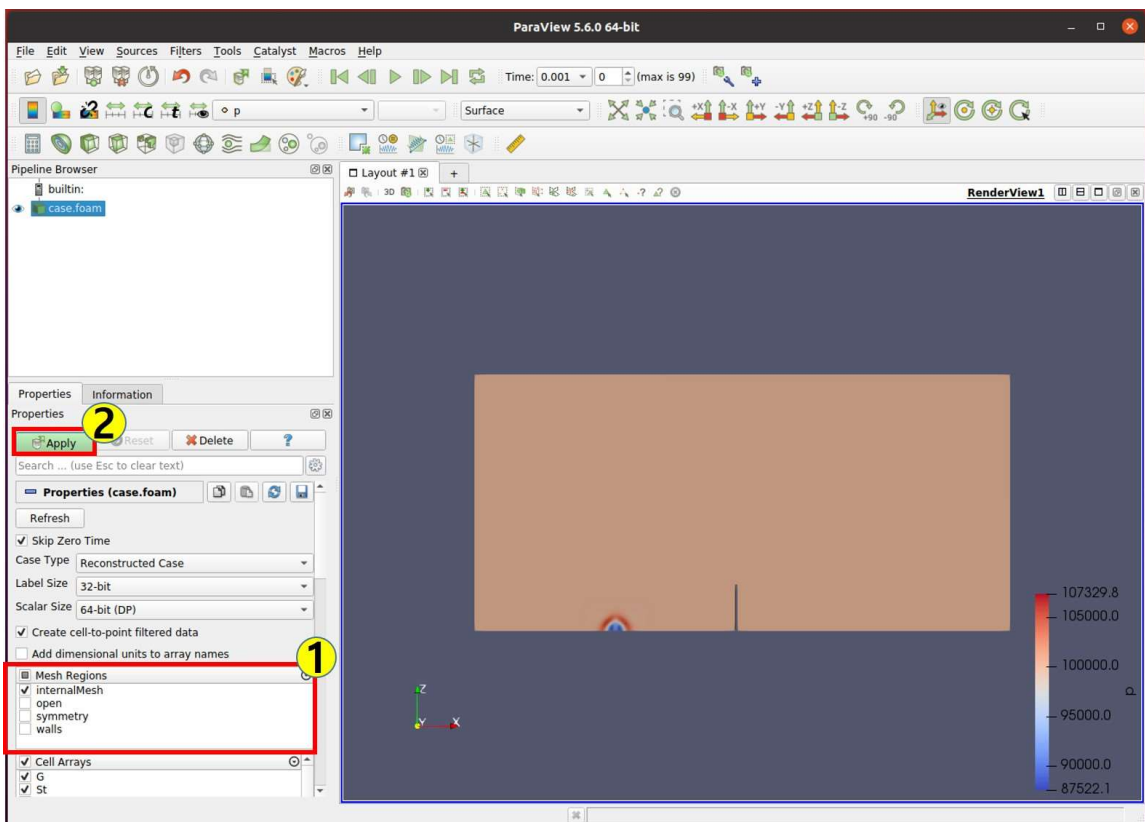 ParaView 5.6.0 64-bit
File Edit View Sources Filters Tools Catalyst Macros Help
Time: 0.001 0 (max is 99)
p Surface +X -X +Y -Y +Z -Z +90 -90
Pipeline Browser
Layout #1 +
builtin:
3D
RenderView1
case.foam
Properties Information
Properties
2
Apply Reset Delete ?
Search ... (use Esc to clear text)
Properties (case.foam)
Refresh
Skip Zero Time
Case Type Reconstructed Case
Label Size 32-bit
Scalar Size 64-bit (DP)
Create cell-to-point filtered data
Add dimensional units to array names
1
Mesh Regions
internalMesh
open
symmetry
walls
Cell Arrays
G
St
107329.8
105000.0
100000.0
95000.0
90000.0
87522.1
p
Z
Y X